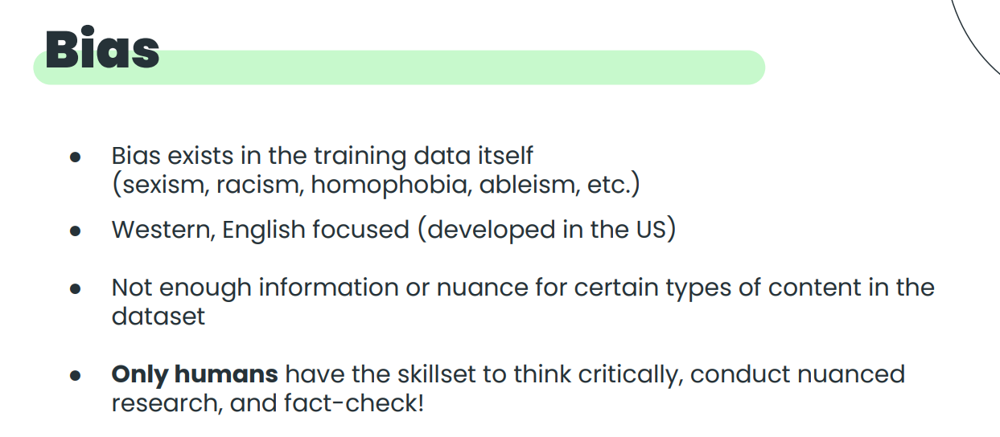 Bias
● Bias exists in the training data itself
(sexism, racism, homophobia, ableism, etc.)
● Western, English focused (developed in the US)
● Not enough information or nuance for certain types of content in the
dataset
● Only humans have the skillset to think critically, conduct nuanced
research, and fact-check!